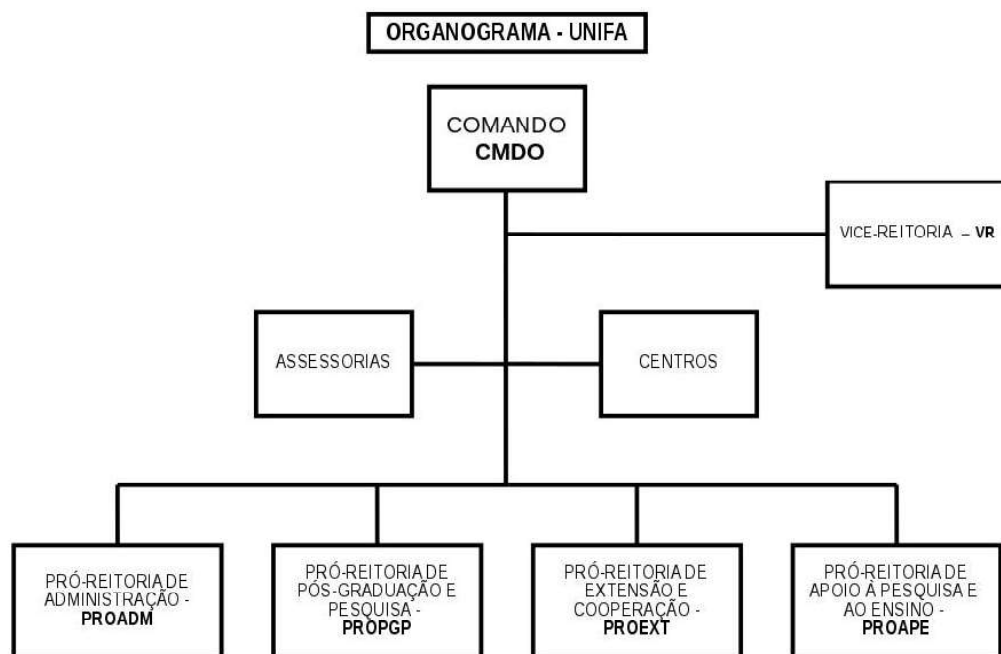 ORGANOGRAMA - UNIFA
COMANDO
CMDO
VICE-REITORIA – VR
ASSESSORIAS
CENTROS
PRÓ-REITORIA DE
ADMINISTRAÇÃO -
PROADM
PRÓ-REITORIA DE
PÓS-GRADUAÇÃO E
PESQUISA -
PROPGP
PRÓ-REITORIA DE
EXTENSÃO E
COOPERAÇÃO -
PROEXT
PRÓ-REITORIA DE
APOIO À PESQUISA E
AO ENSINO -
PROAPE